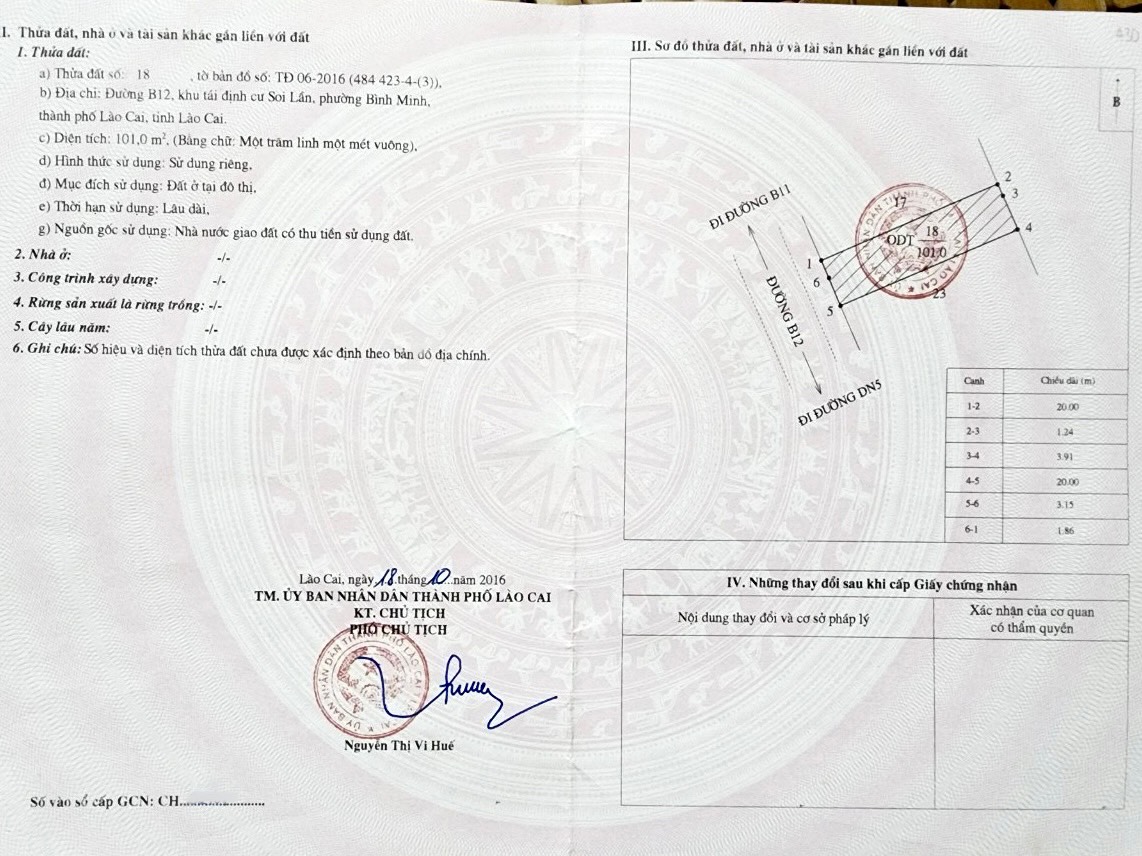 I. Thửa đất, nhà ở và tài sản khác gắn liền với đất
1. Thửa đất:
a) Thửa đất số: 18 , tờ bản đồ số: TĐ 06-2016 (484 423-4-(3)),
b) Địa chỉ: Đường B12, khu tái định cư Soi Lần, phường Bình Minh,
thành phố Lào Cai, tỉnh Lào Cai.
c) Diện tích: 101,0 m², (Bằng chữ: Một trăm linh một mét vuông),
d) Hình thức sử dụng: Sử dụng riêng,
đ) Mục đích sử dụng: Đất ở tại đô thị,
e) Thời hạn sử dụng: Lâu dài,
g) Nguồn gốc sử dụng: Nhà nước giao đất có thu tiền sử dụng đất.
2. Nhà ở: -/-
3. Công trình xây dựng: -/-
4. Rừng sản xuất là rừng trồng: -/-
5. Cây lâu năm: -/-
6. Ghi chú: Số hiệu và diện tích thửa đất chưa được xác định theo bản đồ địa chính.
Lào Cai, ngày 18 tháng 10 năm 2016
TM. ỦY BAN NHÂN DÂN THÀNH PHỐ LÀO CAI
KT. CHỦ TỊCH
PHÓ CHỦ TỊCH
Nguyễn Thị Vi Huế
Số vào sổ cấp GCN: CH
III. Sơ đồ thửa đất, nhà ở và tài sản khác gắn liền với đất
B
2
3
17
4
ĐI ĐƯỜNG B11
18
ODT
101,0
1
6
23
5
ĐƯỜNG B12
ĐI ĐƯỜNG DN5
Cạnh Chiều dài (m)
1-2 20.00
2-3 1.24
3-4 3.91
4-5 20.00
5-6 3.15
6-1 1.86
IV. Những thay đổi sau khi cấp Giấy chứng nhận
Nội dung thay đổi và cơ sở pháp lý
Xác nhận của cơ quan
có thẩm quyền